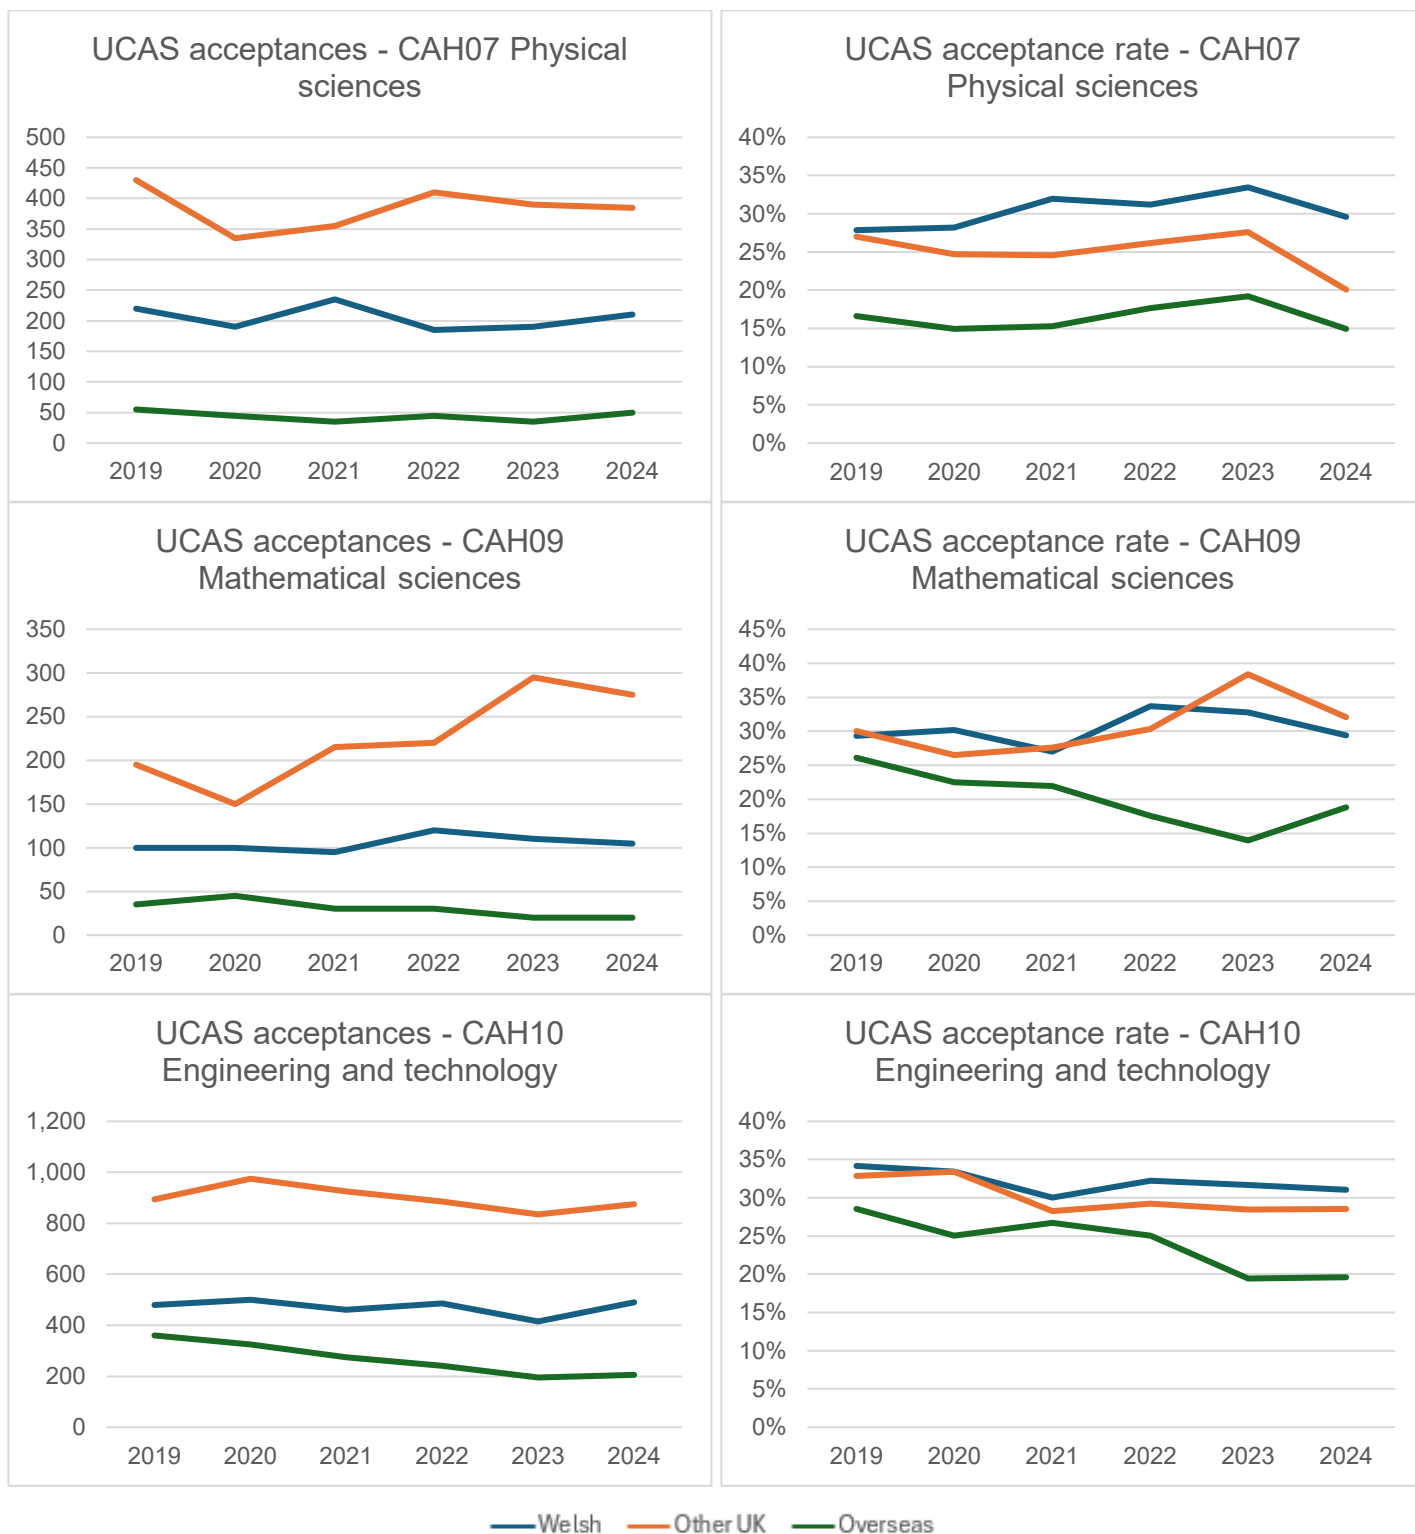 UCAS acceptances - CAH07 Physical
sciences
500
450
400
350
300
250
200
150
100
50
0
2019 2020 2021 2022 2023 2024
UCAS acceptance rate - CAH07
Physical sciences
40%
35%
30%
25%
20%
15%
10%
5%
0%
2019 2020 2021 2022 2023 2024
UCAS acceptances - CAH09
Mathematical sciences
350
300
250
200
150
100
50
0
2019 2020 2021 2022 2023 2024
UCAS acceptance rate - CAH09
Mathematical sciences
45%
40%
35%
30%
25%
20%
15%
10%
5%
0%
2019 2020 2021 2022 2023 2024
UCAS acceptances - CAH10
Engineering and technology
1,200
1,000
800
600
400
200
0
2019 2020 2021 2022 2023 2024
UCAS acceptance rate - CAH10
Engineering and technology
40%
35%
30%
25%
20%
15%
10%
5%
0%
2019 2020 2021 2022 2023 2024
Welsh Other UK Overseas